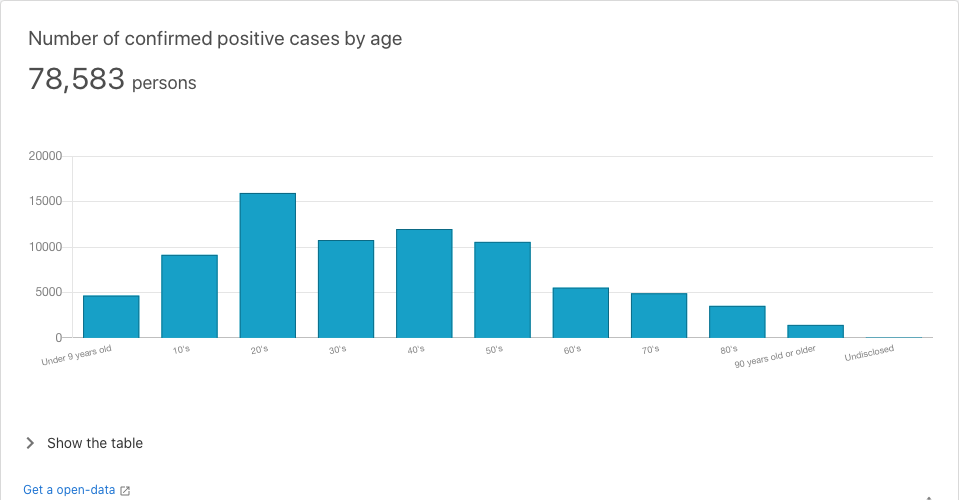 Number of confirmed positive cases by age
78,583 persons
20000
15000
10000
5000
0
Under 9 years old
10's
20's
30's
40's
50's
60's
70's
80's
90 years old or older
Undisclosed
Show the table
Get a open-data